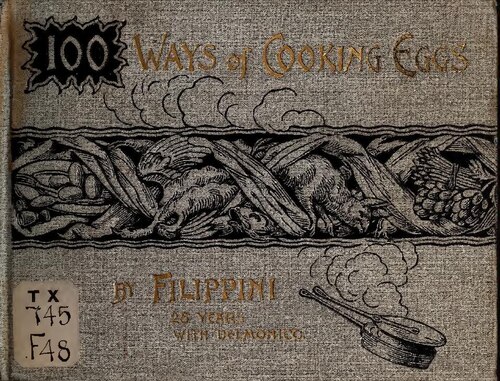 100 WAYS of COOKING EGGS
BY FILIPPINI
25 YEARS
WITH DELMONICO.
TX
745
.F48